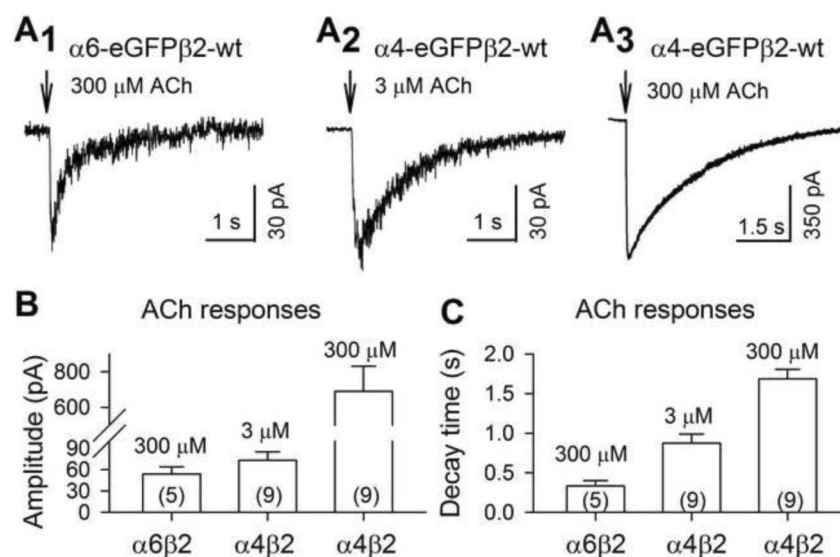 A1 α6-eGFPβ2-wt
300 μM ACh
1 s
30 pA
A2 α4-eGFPβ2-wt
3 μM ACh
1 s
30 pA
A3 α4-eGFPβ2-wt
300 μM ACh
1.5 s
350 pA
B ACh responses
Amplitude (pA)
800
600
90
60
30
0
300 μM
3 μM
300 μM
(5)
(9)
(9)
α6β2
α4β2
α4β2
C ACh responses
Decay time (s)
2.0
1.5
1.0
0.5
0.0
300 μM
3 μM
300 μM
(5)
(9)
(9)
α6β2
α4β2
α4β2